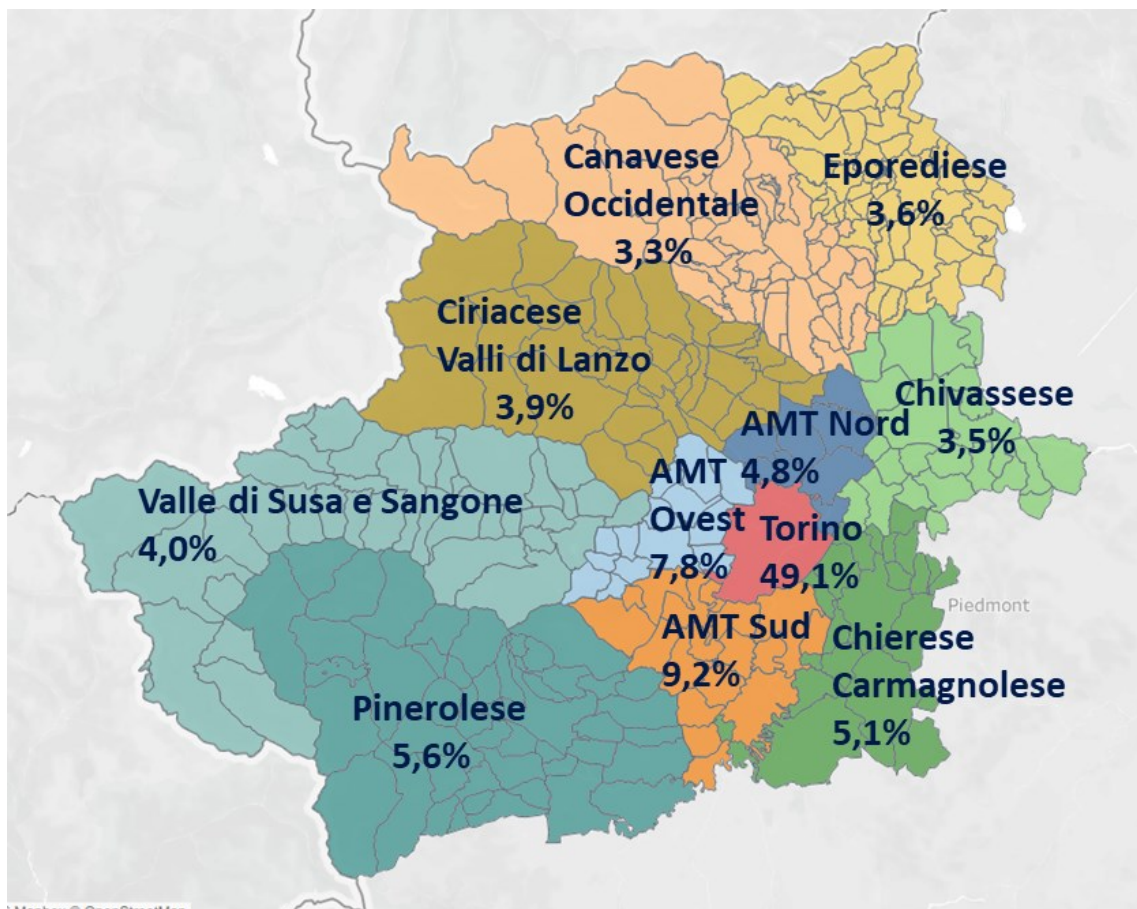 Canavese
Occidentale
3,3%
Eporediese
3,6%
Ciriacese
Valli di Lanzo
3,9%
Chivassese
3,5%
AMT Nord
4,8%
AMT
Ovest
7,8%
Valle di Susa e Sangone
4,0%
Torino
49,1%
Piedmont
AMT Sud
9,2%
Chierese
Carmagnolese
5,1%
Pinerolese
5,6%
© OpenStreetMap